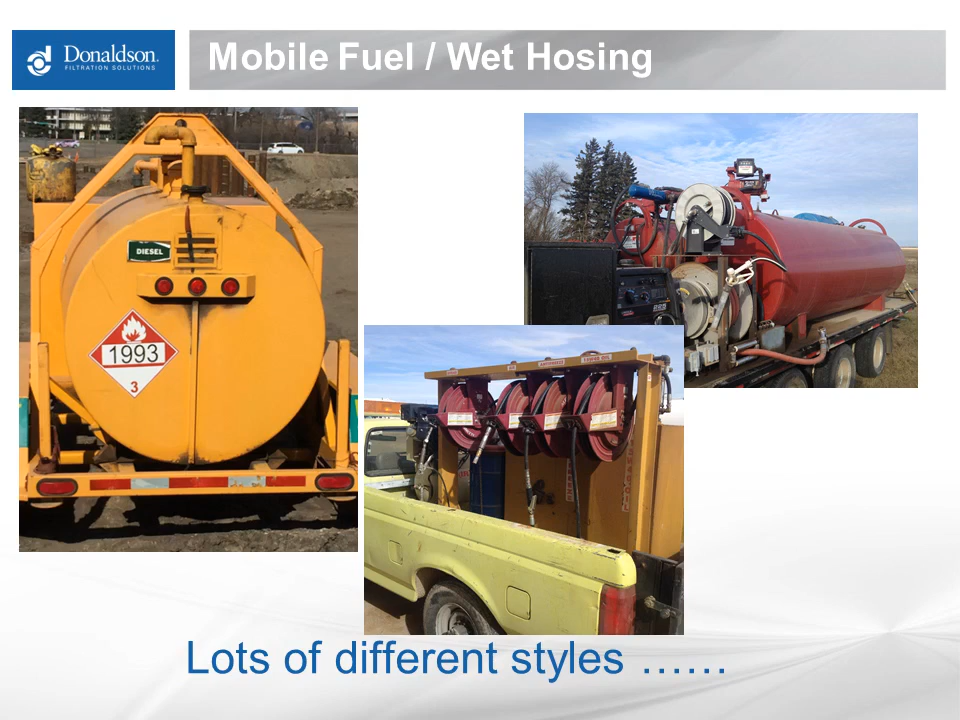 Donaldson.
FILTRATION SOLUTIONS
Mobile Fuel / Wet Hosing
DIESEL
1993
3
Lots of different styles ......